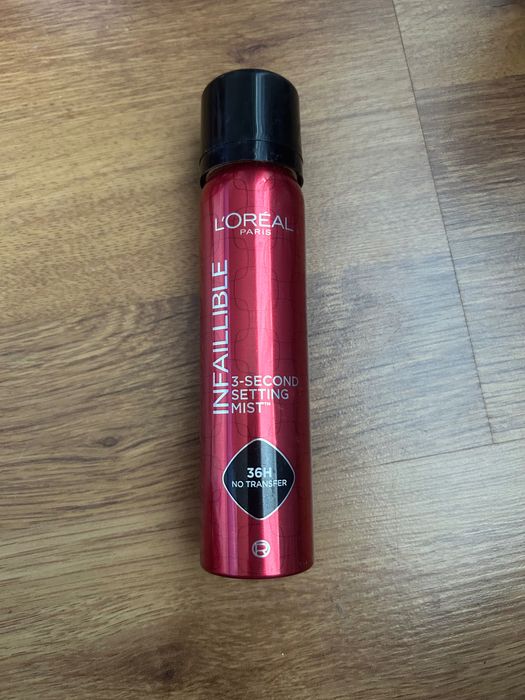 L'ORÉAL
PARIS
INFAILLIBLE
3-SECOND
SETTING
MIST™
36H
NO TRANSFER
R